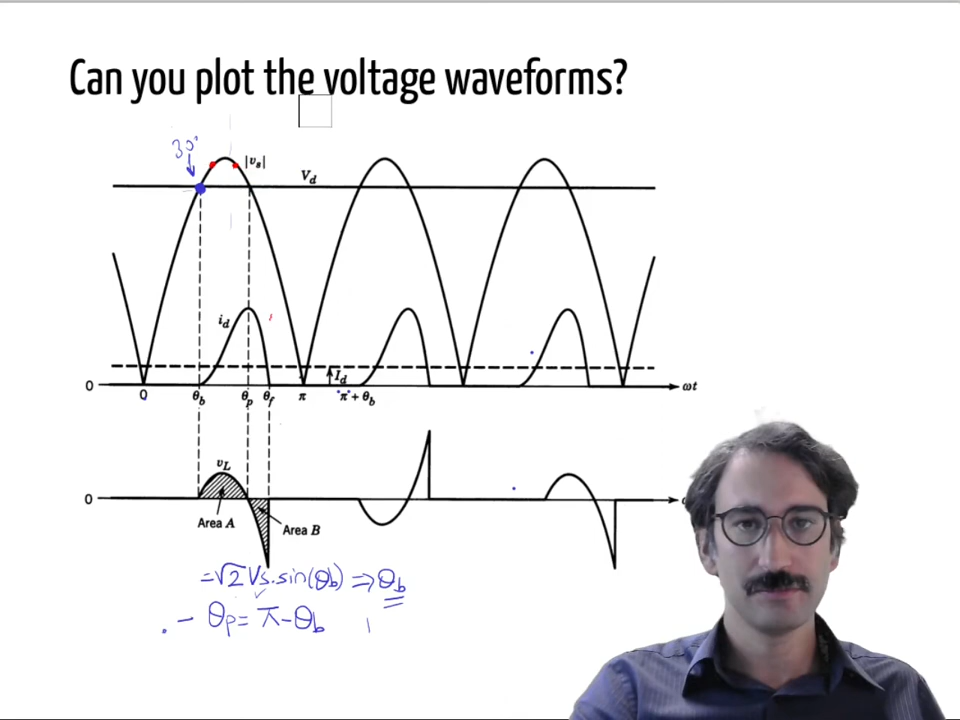 Can you plot the voltage waveforms?
30°
|vs|
Vd
id
Id
0
ωt
0 θb θp θf π π + θb
vL
0
Area A
Area B
=√2 Vs.sin(θb) ⇒ θb
- θp = π-θb